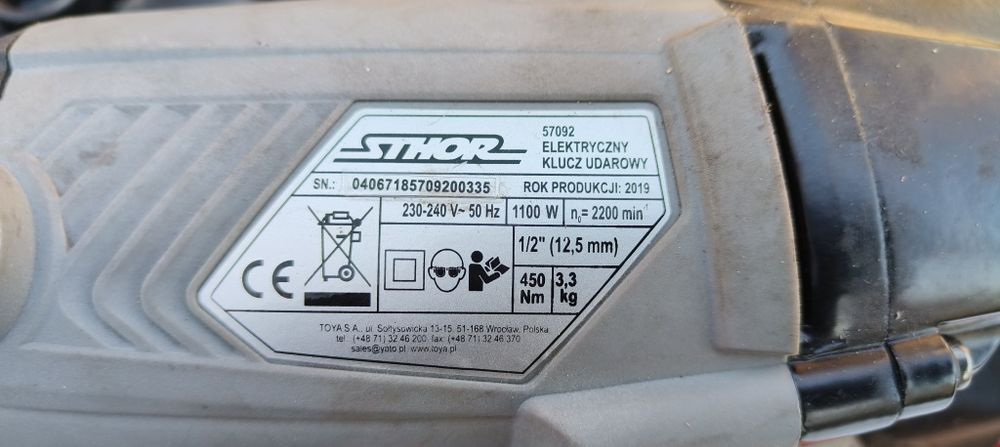 STHOR
57092
ELEKTRYCZNY
KLUCZ UDAROWY
SN.: 04067185709200335 ROK PRODUKCJI: 2019
230-240 V~ 50 Hz 1100 W n₀= 2200 min⁻¹
1/2" (12,5 mm)
CE
450 Nm 3,3 kg
TOYA S.A., ul. Sołtysowicka 13-15, 51-168 Wrocław, Polska
tel.: (+48 71) 32 46 200, fax: (+48 71) 32 46 370
sales@yato.pl www.toya.pl